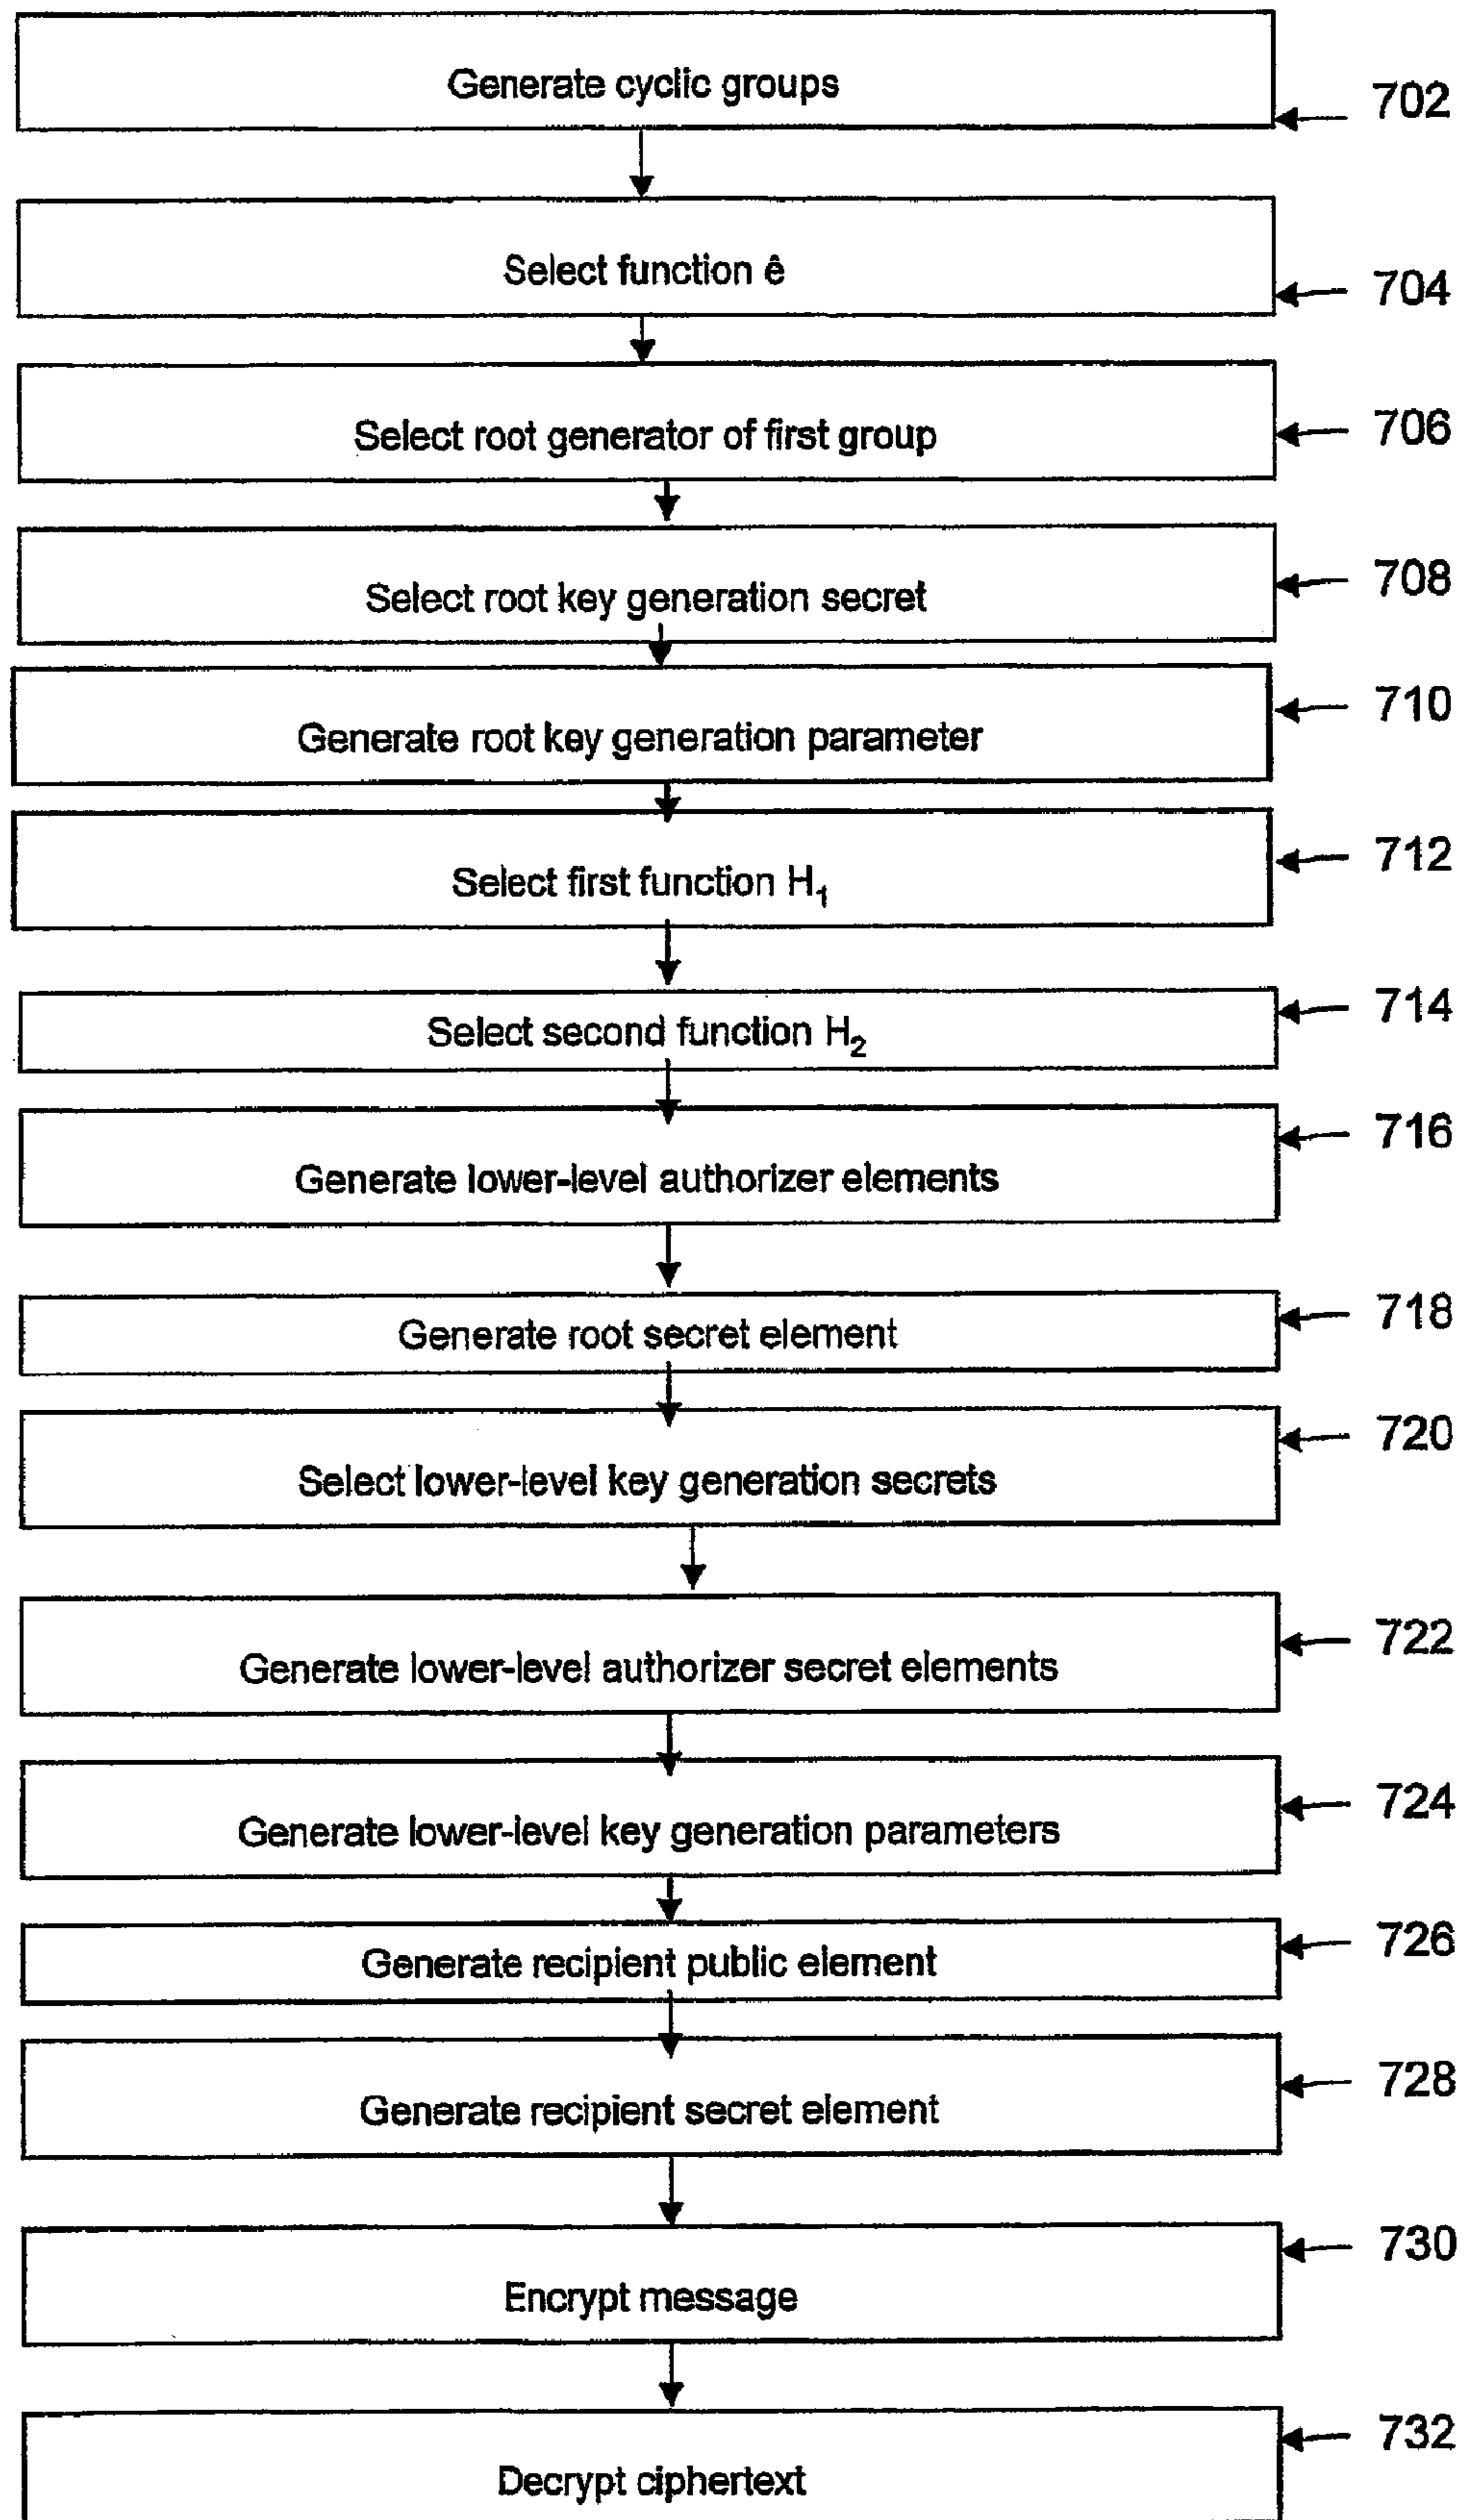 Generate cyclic groups
702
Select function ê
704
Select root generator of first group
706
Select root key generation secret
708
Generate root key generation parameter
710
Select first function H₁
712
Select second function H₂
714
Generate lower-level authorizer elements
716
Generate root secret element
718
Select lower-level key generation secrets
720
Generate lower-level authorizer secret elements
722
Generate lower-level key generation parameters
724
Generate recipient public element
726
Generate recipient secret element
728
Encrypt message
730
Decrypt ciphertext
732